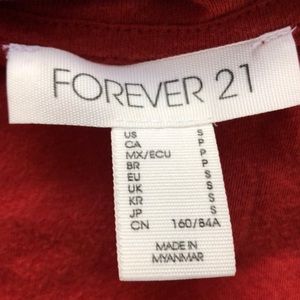 FOREVER 21
US S
CA P
MX/ECU P
BR P
EU S
UK S
KR S
JP S
CN 160/84A
MADE IN
MYANMAR